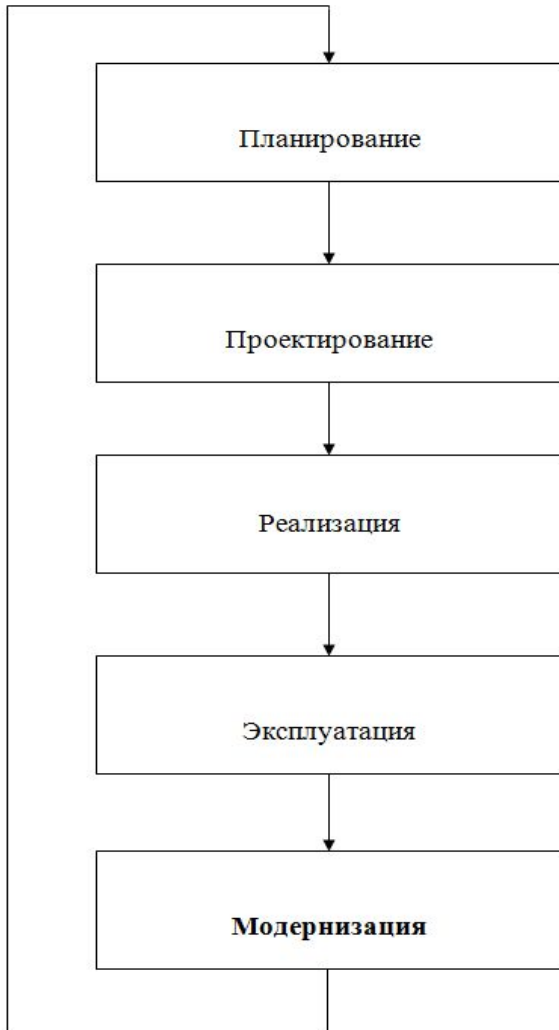 Планирование
Проектирование
Реализация
Эксплуатация
Модернизация